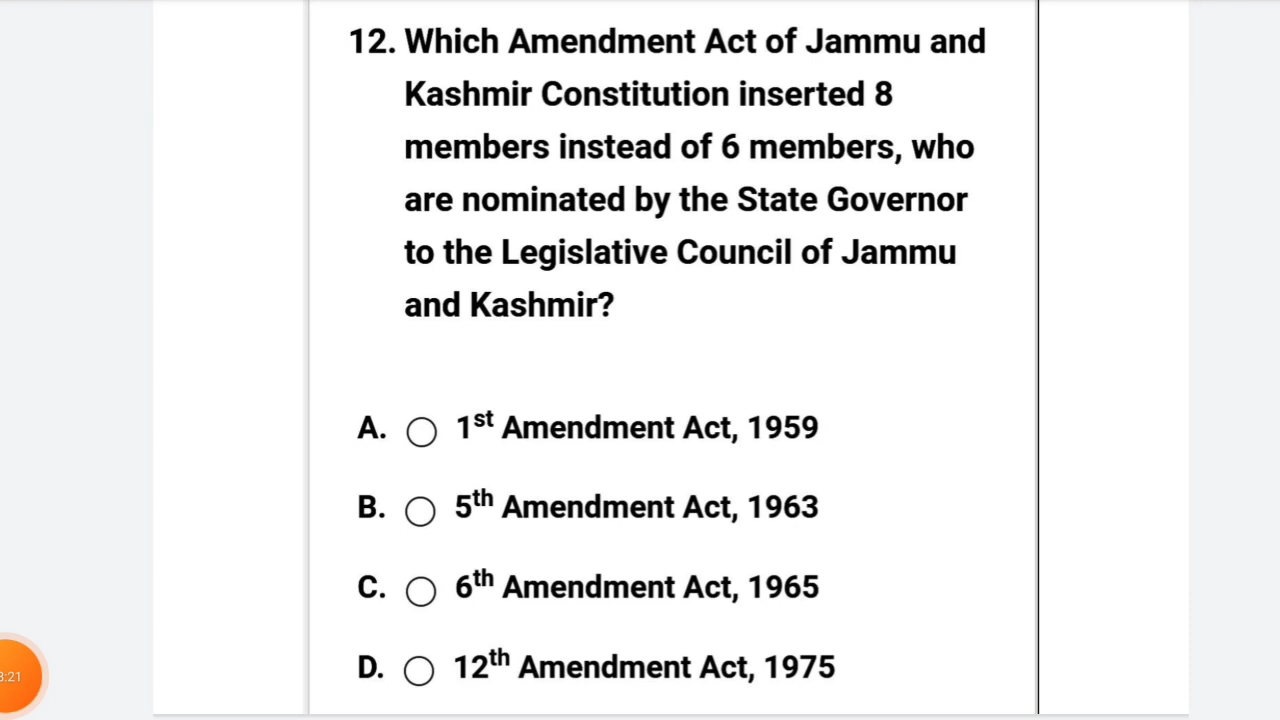 12. Which Amendment Act of Jammu and
Kashmir Constitution inserted 8
members instead of 6 members, who
are nominated by the State Governor
to the Legislative Council of Jammu
and Kashmir?
A. 1st Amendment Act, 1959
B. 5th Amendment Act, 1963
C. 6th Amendment Act, 1965
D. 12th Amendment Act, 1975
:21